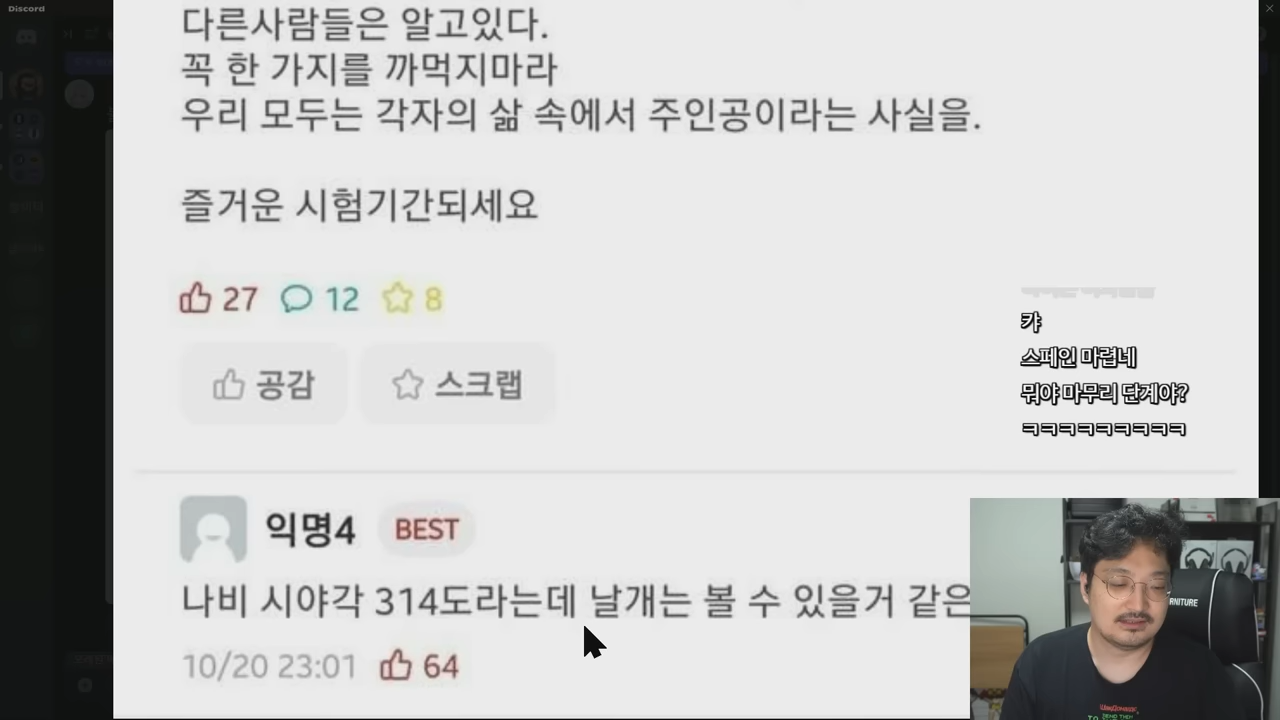 Discord
다른사람들은 알고있다.
꼭 한 가지를 까먹지마라
우리 모두는 각자의 삶 속에서 주인공이라는 사실을.
즐거운 시험기간되세요
27 12 8
공감 스크랩
캬
스페인 마렵네
뭐야 마무리 단계야?
ㅋㅋㅋㅋㅋㅋㅋㅋㅋ
익명4 BEST
나비 시야각 314도라는데 날개는 볼 수 있을거 같은
10/20 23:01 64